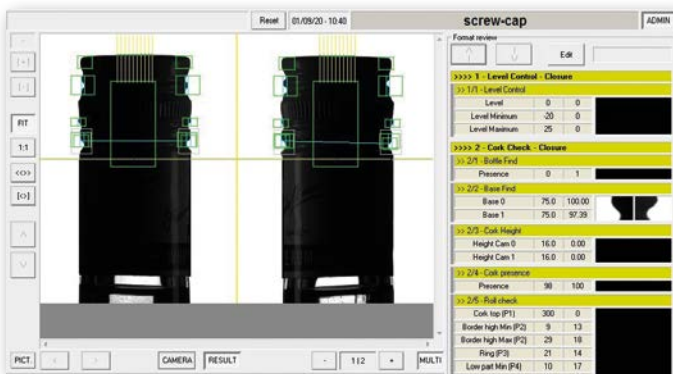 Reset 01/09/20 - 10:40 screw-cap ADMIN
Format review
Edit
>>>> 1 - Level Control - Closure
>> 1/1 - Level Control
Level 0 0
Level Minimum -20 0
Level Maximum 25 0
>>>> 2 - Cork Check - Closure
>> 2/1 - Bottle Find
Presence 0 1
>> 2/2 - Base Find
Base 0 75.0 100.00
Base 1 75.0 97.39
>> 2/3 - Cork Height
Height Cam 0 16.0 0.00
Height Cam 1 16.0 0.00
>> 2/4 - Cork presence
Presence 98 100
>> 2/5 - Roll check
Cork top (P1) 300 0
Border high Min (P2) 9 13
Border high Max (P2) 29 18
Ring (P3) 21 14
Low part Min (P4) 10 17
FIT
1:1
<o>
[o]
PICT. < > CAMERA RESULT - 1|2 + MULTI